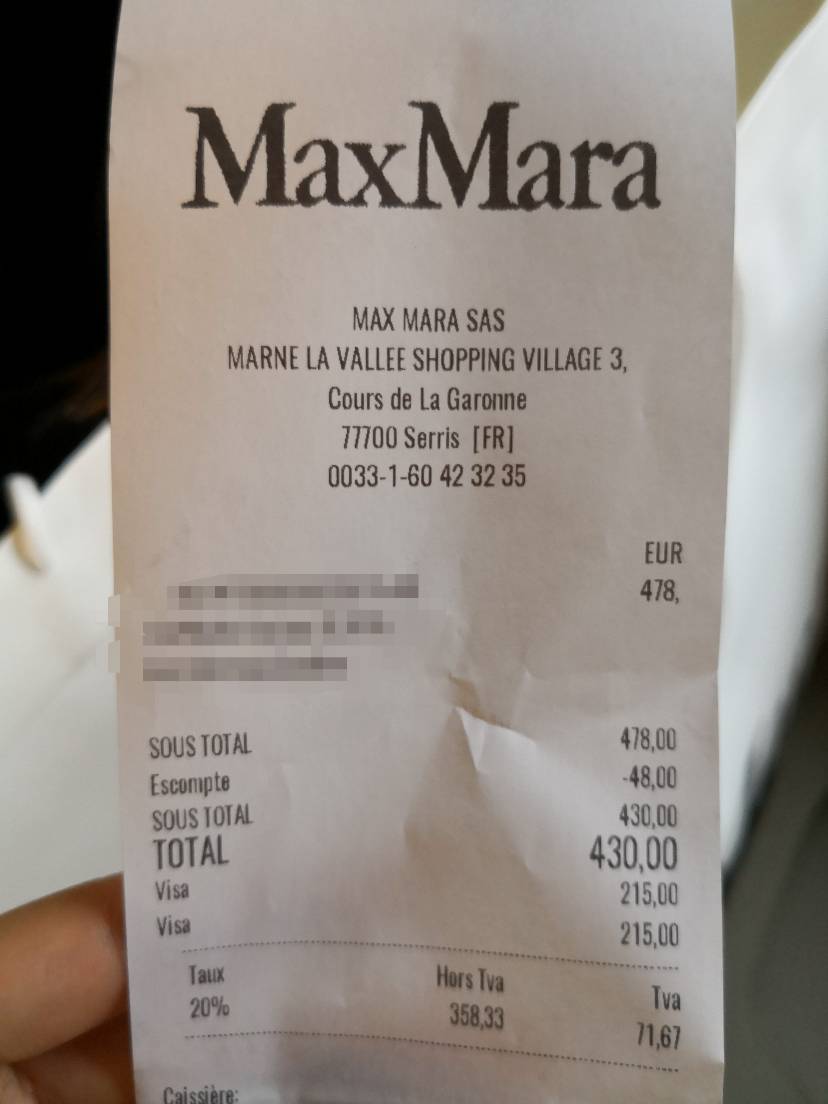 MaxMara
MAX MARA SAS
MARNE LA VALLEE SHOPPING VILLAGE 3,
Cours de La Garonne
77700 Serris [FR]
0033-1-60 42 32 35
EUR
478,
SOUS TOTAL 478,00
Escompte -48,00
SOUS TOTAL 430,00
TOTAL 430,00
Visa 215,00
Visa 215,00
Taux Hors Tva Tva
20% 358,33 71,67
Caissière: